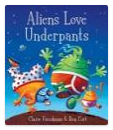 Aliens Love
Underpants
Claire Freedman & Ben Cort